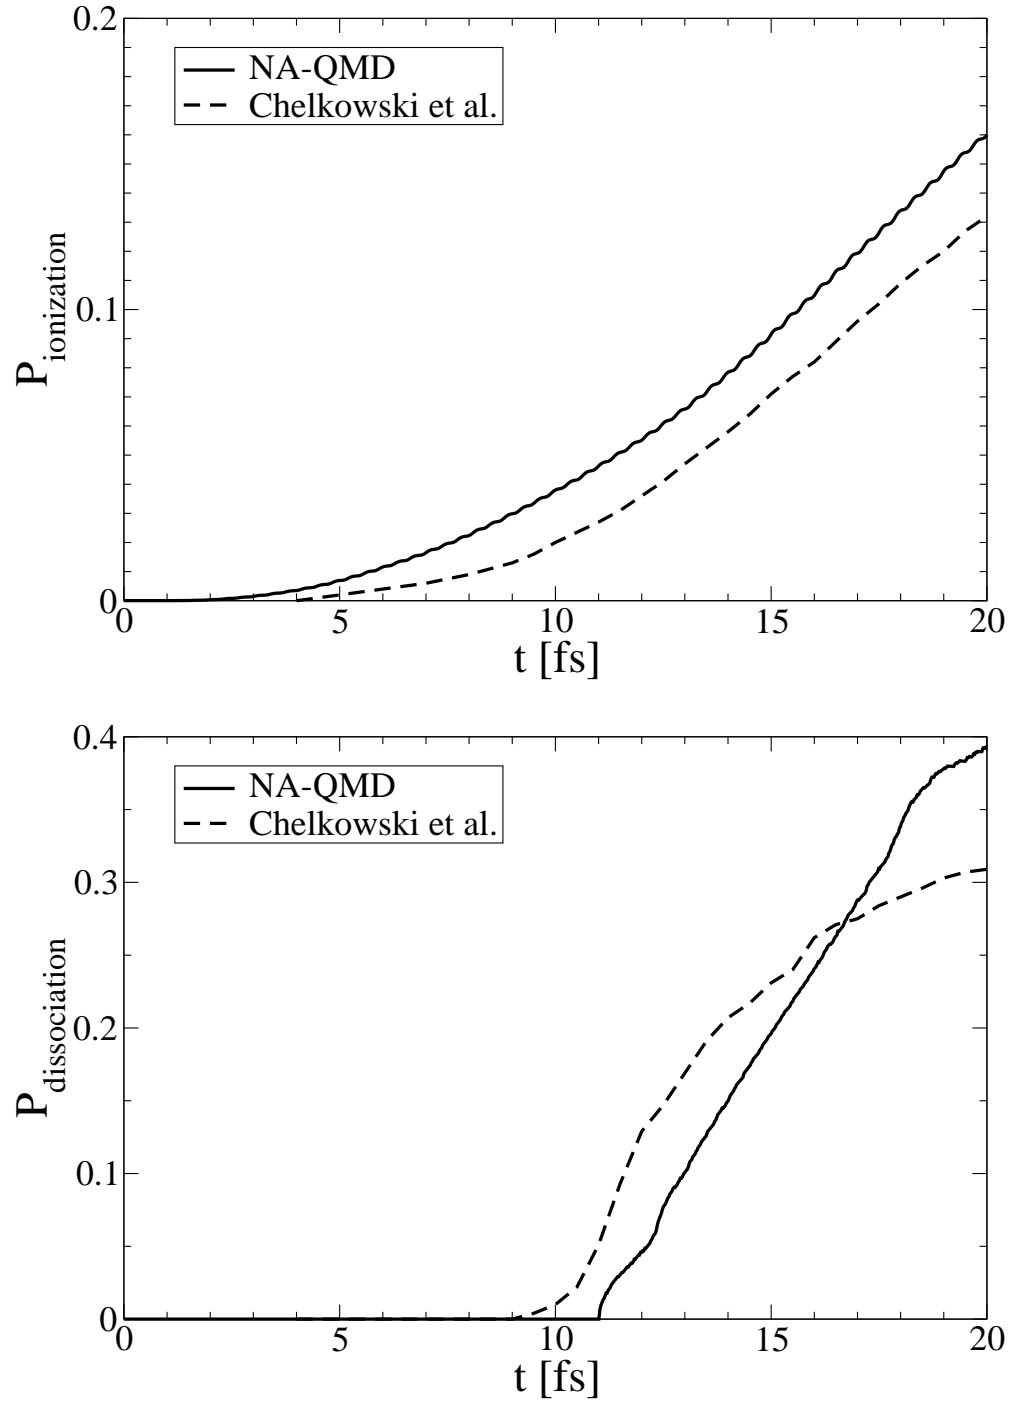 0.2
NA-QMD
Chelkowski et al.
0.1
P_ionization
0
0 5 10 15 20
t [fs]
0.4
NA-QMD
Chelkowski et al.
0.3
0.2
P_dissociation
0.1
0
0 5 10 15 20
t [fs]